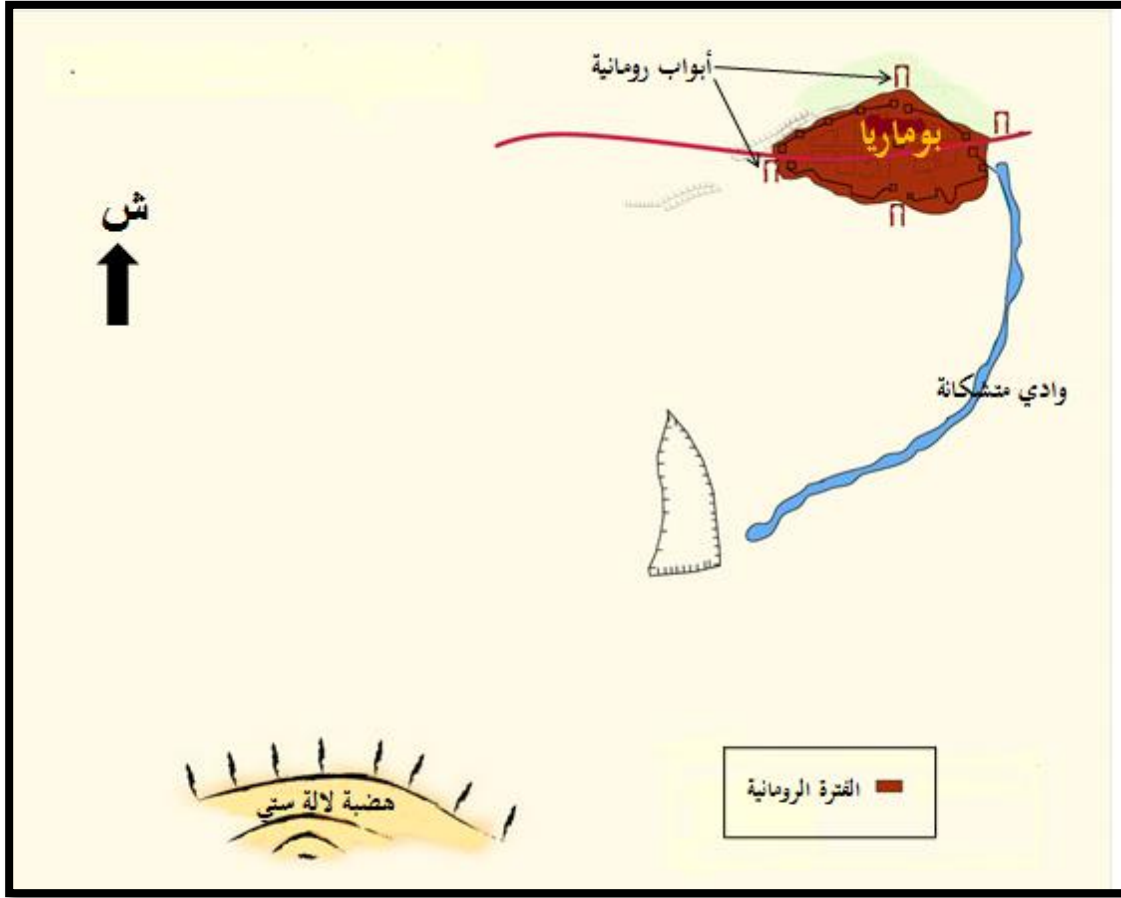 أبواب رومانية
بوماريا
ش
وادي متشكانة
هضبة لالة ستي
الفترة الرومانية